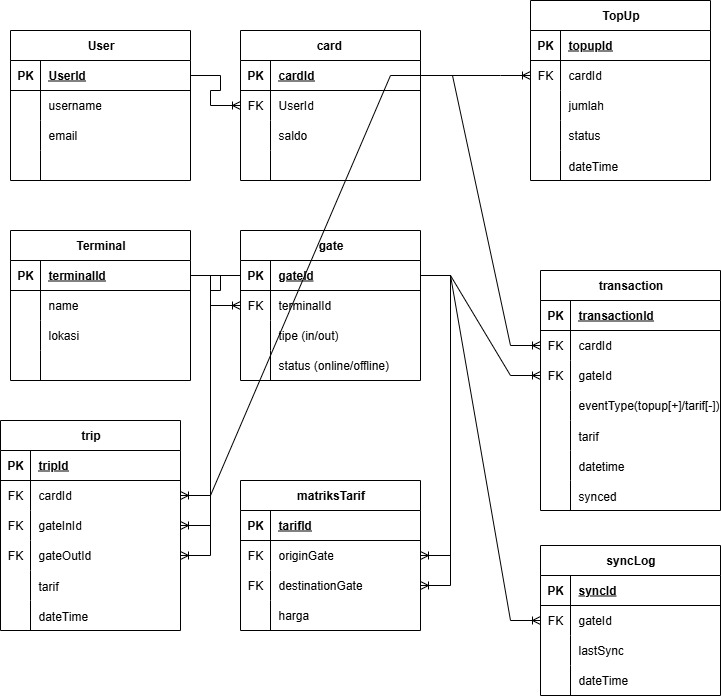 User
PK UserId
username
email
card
PK cardId
FK UserId
saldo
TopUp
PK topupId
FK cardId
jumlah
status
dateTime
Terminal
PK terminalId
name
lokasi
gate
PK gateId
FK terminalId
tipe (in/out)
status (online/offline)
transaction
PK transactionId
FK cardId
FK gateId
eventType(topup[+]/tarif[-])
tarif
datetime
synced
trip
PK tripId
FK cardId
FK gateInId
FK gateOutId
tarif
dateTime
matriksTarif
PK tarifId
FK originGate
FK destinationGate
harga
syncLog
PK syncId
FK gateId
lastSync
dateTime